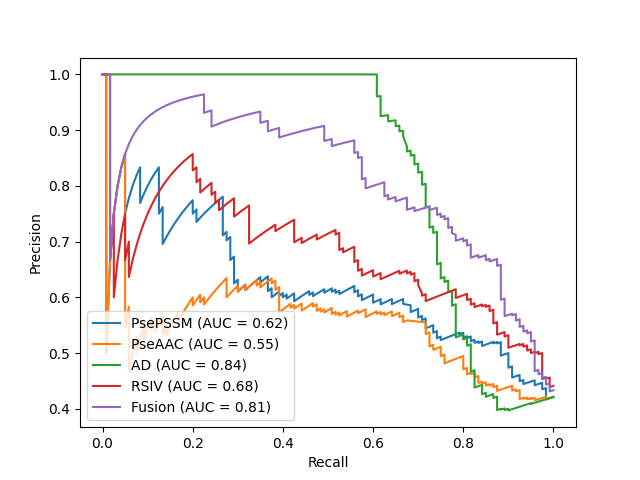 1.0
0.9
0.8
0.7
0.6
0.5
0.4
Precision
PsePSSM (AUC = 0.62)
PseAAC (AUC = 0.55)
AD (AUC = 0.84)
RSIV (AUC = 0.68)
Fusion (AUC = 0.81)
0.0 0.2 0.4 0.6 0.8 1.0
Recall